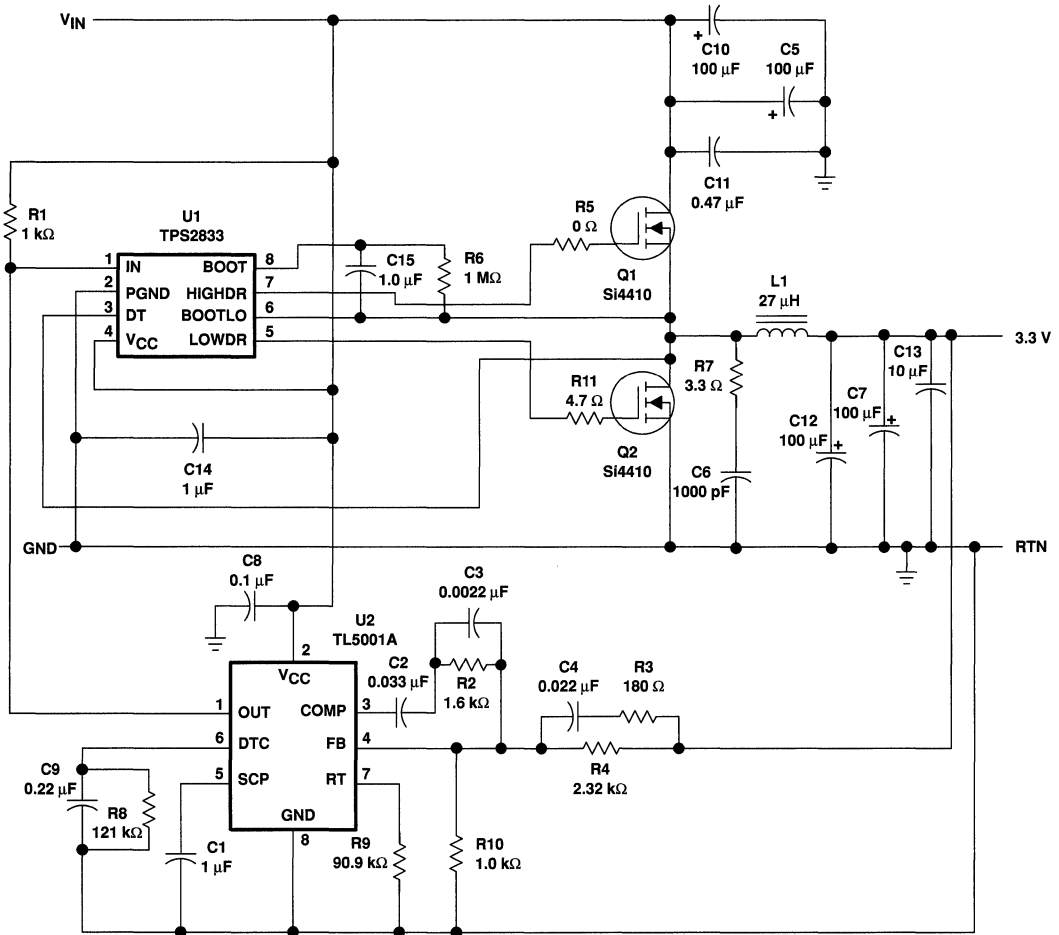 VIN
C10
100 µF
C5
100 µF
+
+
C11
0.47 µF
R1
1 kΩ
U1
TPS2833
1
IN
2
PGND
3
DT
4
VCC
BOOT
8
HIGHDR
7
BOOTLO
6
LOWDR
5
C15
1.0 µF
R6
1 MΩ
R5
0 Ω
Q1
Si4410
L1
27 µH
3.3 V
R7
3.3 Ω
R11
4.7 Ω
Q2
Si4410
C6
1000 pF
C12
100 µF
+
C7
100 µF
+
C13
10 µF
C14
1 µF
GND
RTN
C8
0.1 µF
U2
TL5001A
2
VCC
1
OUT
6
DTC
5
SCP
COMP
3
FB
4
RT
7
GND
8
C3
0.0022 µF
C2
0.033 µF
R2
1.6 kΩ
C4
0.022 µF
R3
180 Ω
R4
2.32 kΩ
C9
0.22 µF
R8
121 kΩ
C1
1 µF
R9
90.9 kΩ
R10
1.0 kΩ